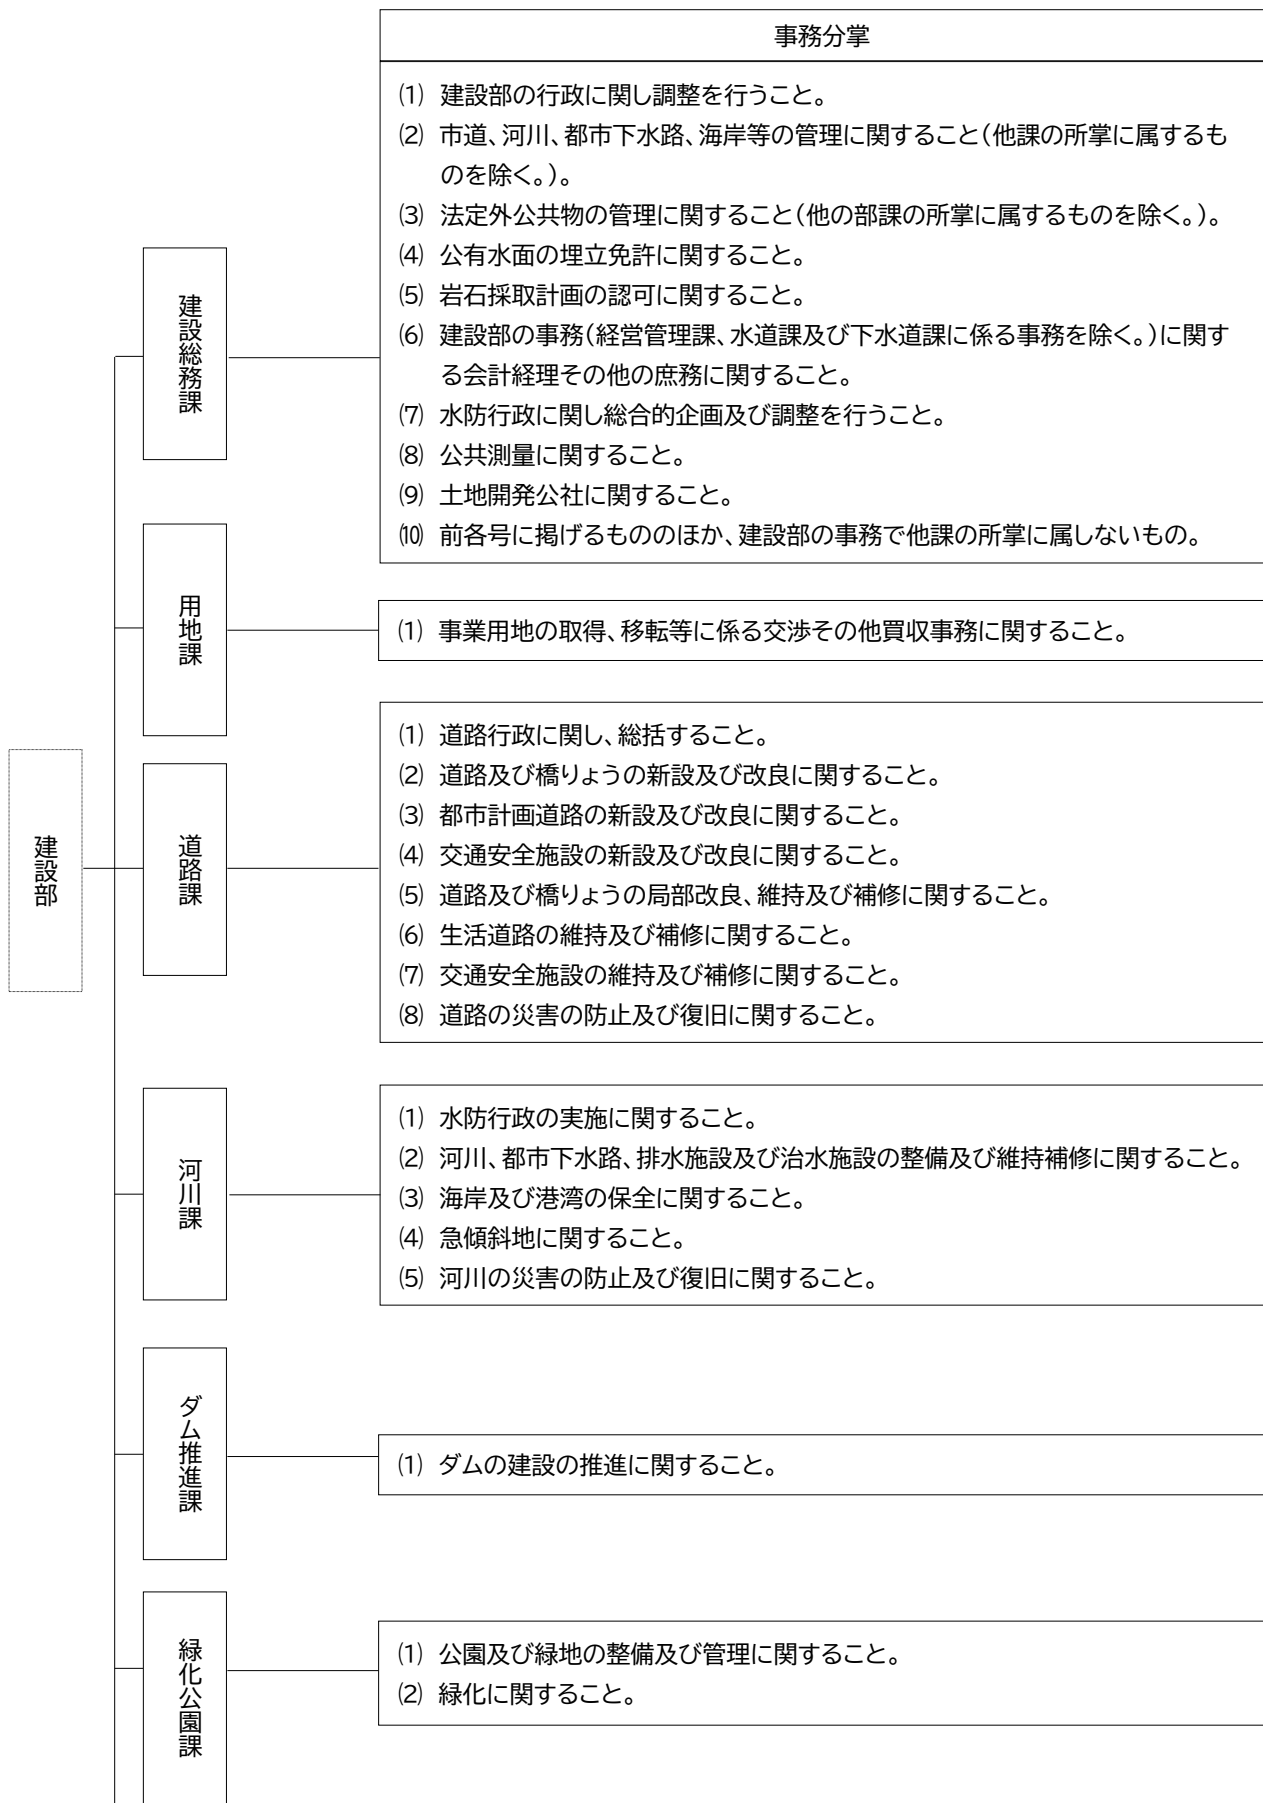 事務分掌
建設部
建設総務課
⑴ 建設部の行政に関し調整を行うこと。
⑵ 市道、河川、都市下水路、海岸等の管理に関すること(他課の所掌に属するも
のを除く。)。
⑶ 法定外公共物の管理に関すること(他の部課の所掌に属するものを除く。)。
⑷ 公有水面の埋立免許に関すること。
⑸ 岩石採取計画の認可に関すること。
⑹ 建設部の事務(経営管理課、水道課及び下水道課に係る事務を除く。)に関す
る会計経理その他の庶務に関すること。
⑺ 水防行政に関し総合的企画及び調整を行うこと。
⑻ 公共測量に関すること。
⑼ 土地開発公社に関すること。
⑽ 前各号に掲げるもののほか、建設部の事務で他課の所掌に属しないもの。
用地課
⑴ 事業用地の取得、移転等に係る交渉その他買収事務に関すること。
道路課
⑴ 道路行政に関し、総括すること。
⑵ 道路及び橋りょうの新設及び改良に関すること。
⑶ 都市計画道路の新設及び改良に関すること。
⑷ 交通安全施設の新設及び改良に関すること。
⑸ 道路及び橋りょうの局部改良、維持及び補修に関すること。
⑹ 生活道路の維持及び補修に関すること。
⑺ 交通安全施設の維持及び補修に関すること。
⑻ 道路の災害の防止及び復旧に関すること。
河川課
⑴ 水防行政の実施に関すること。
⑵ 河川、都市下水路、排水施設及び治水施設の整備及び維持補修に関すること。
⑶ 海岸及び港湾の保全に関すること。
⑷ 急傾斜地に関すること。
⑸ 河川の災害の防止及び復旧に関すること。
ダム推進課
⑴ ダムの建設の推進に関すること。
緑化公園課
⑴ 公園及び緑地の整備及び管理に関すること。
⑵ 緑化に関すること。